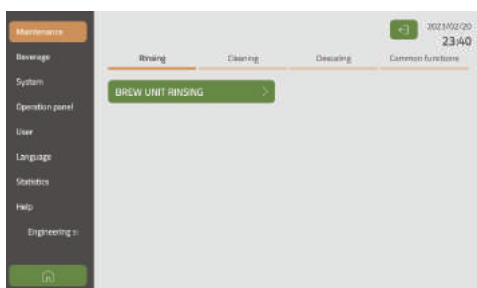 Maintenance
Beverage
System
Operation panel
User
Language
Statistics
Help
Engineering
2023/02/20
23:40
Rinsing
Cleaning
Descaling
Common functions
BREW UNIT RINSING